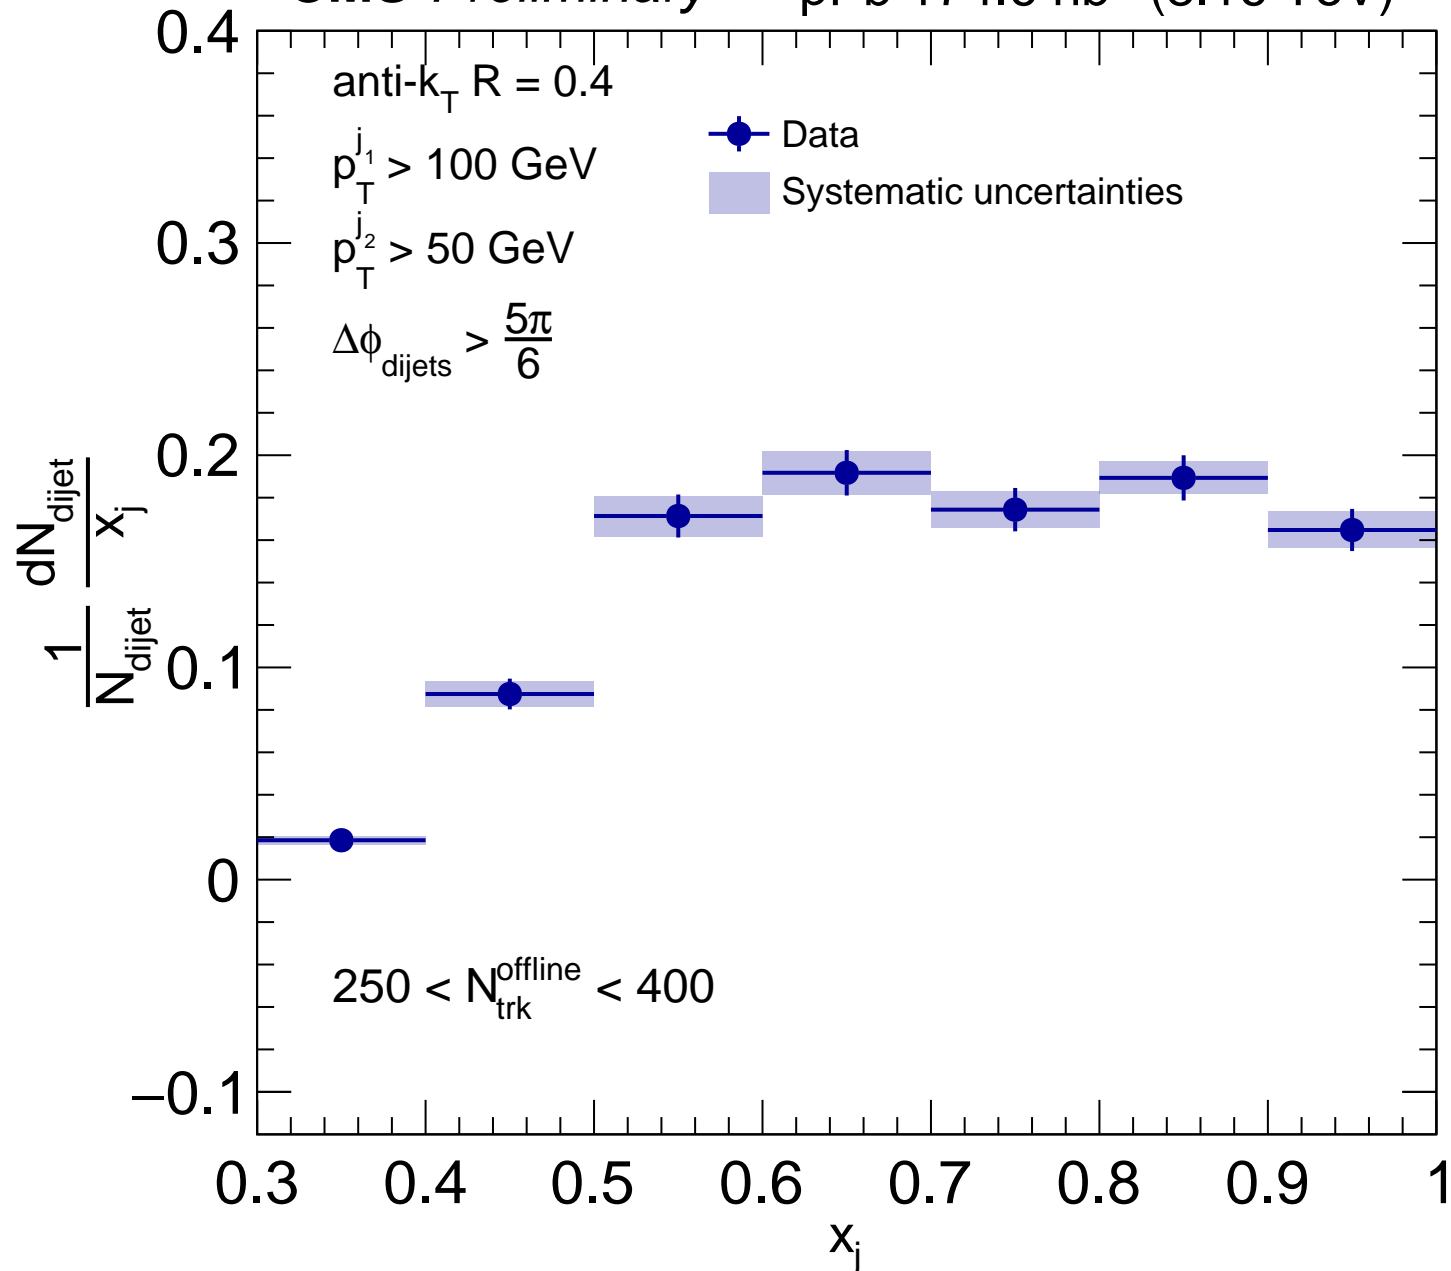 Preliminary
0.4
anti-k_T R = 0.4
p_T^{j_1} > 100 GeV
p_T^{j_2} > 50 GeV
Δϕ_dijets > 5π/6
Data
Systematic uncertainties
0.3
0.2
0.1
0
−0.1
1/N_dijet dN_dijet/x_j
250 < N_trk^offline < 400
0.3 0.4 0.5 0.6 0.7 0.8 0.9 1
x_j